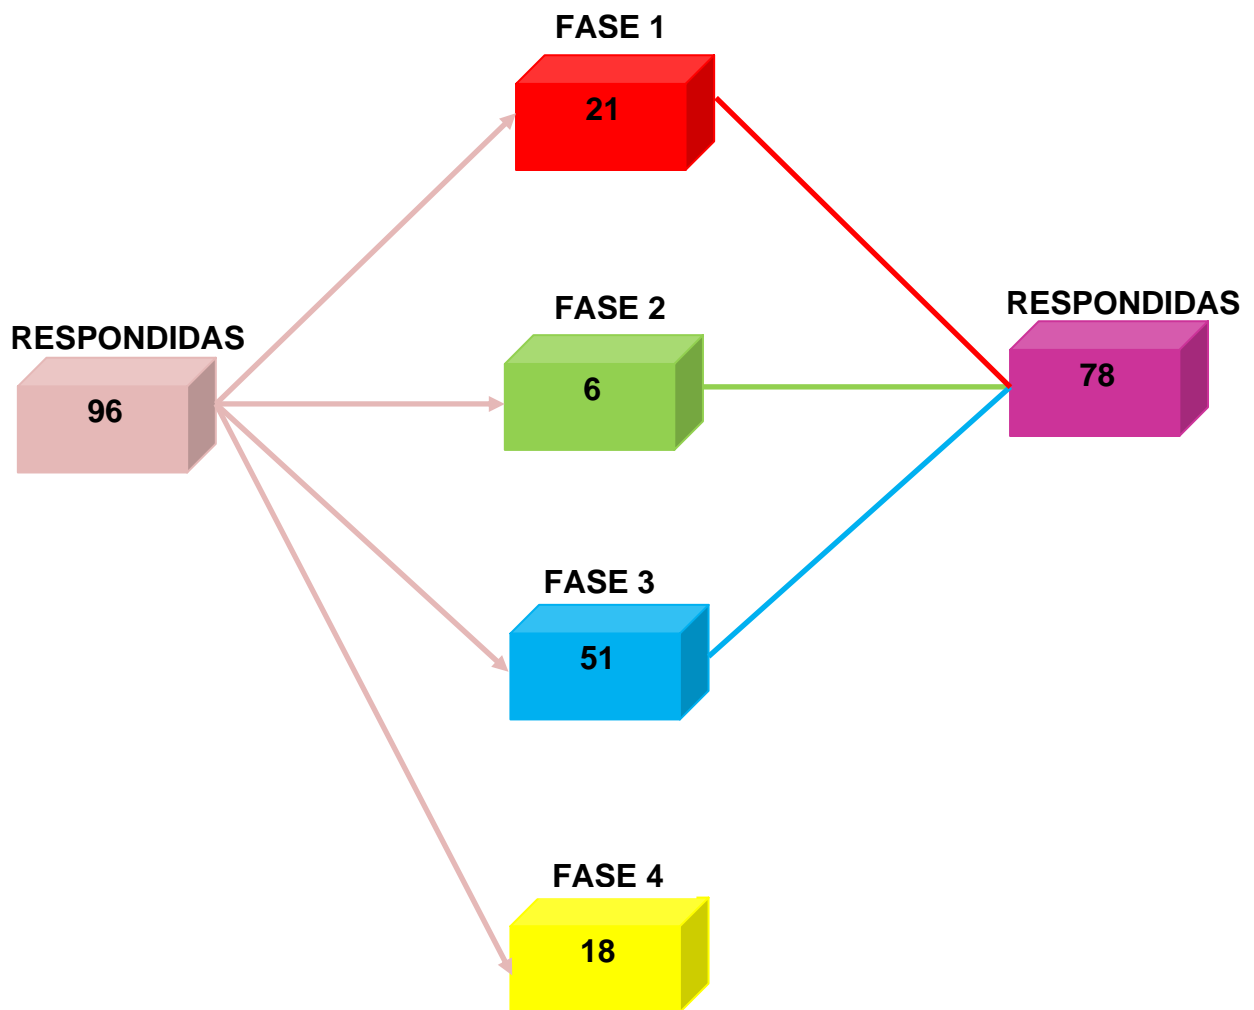 FASE 1
21
FASE 2
6
RESPONDIDAS
78
RESPONDIDAS
96
FASE 3
51
FASE 4
18